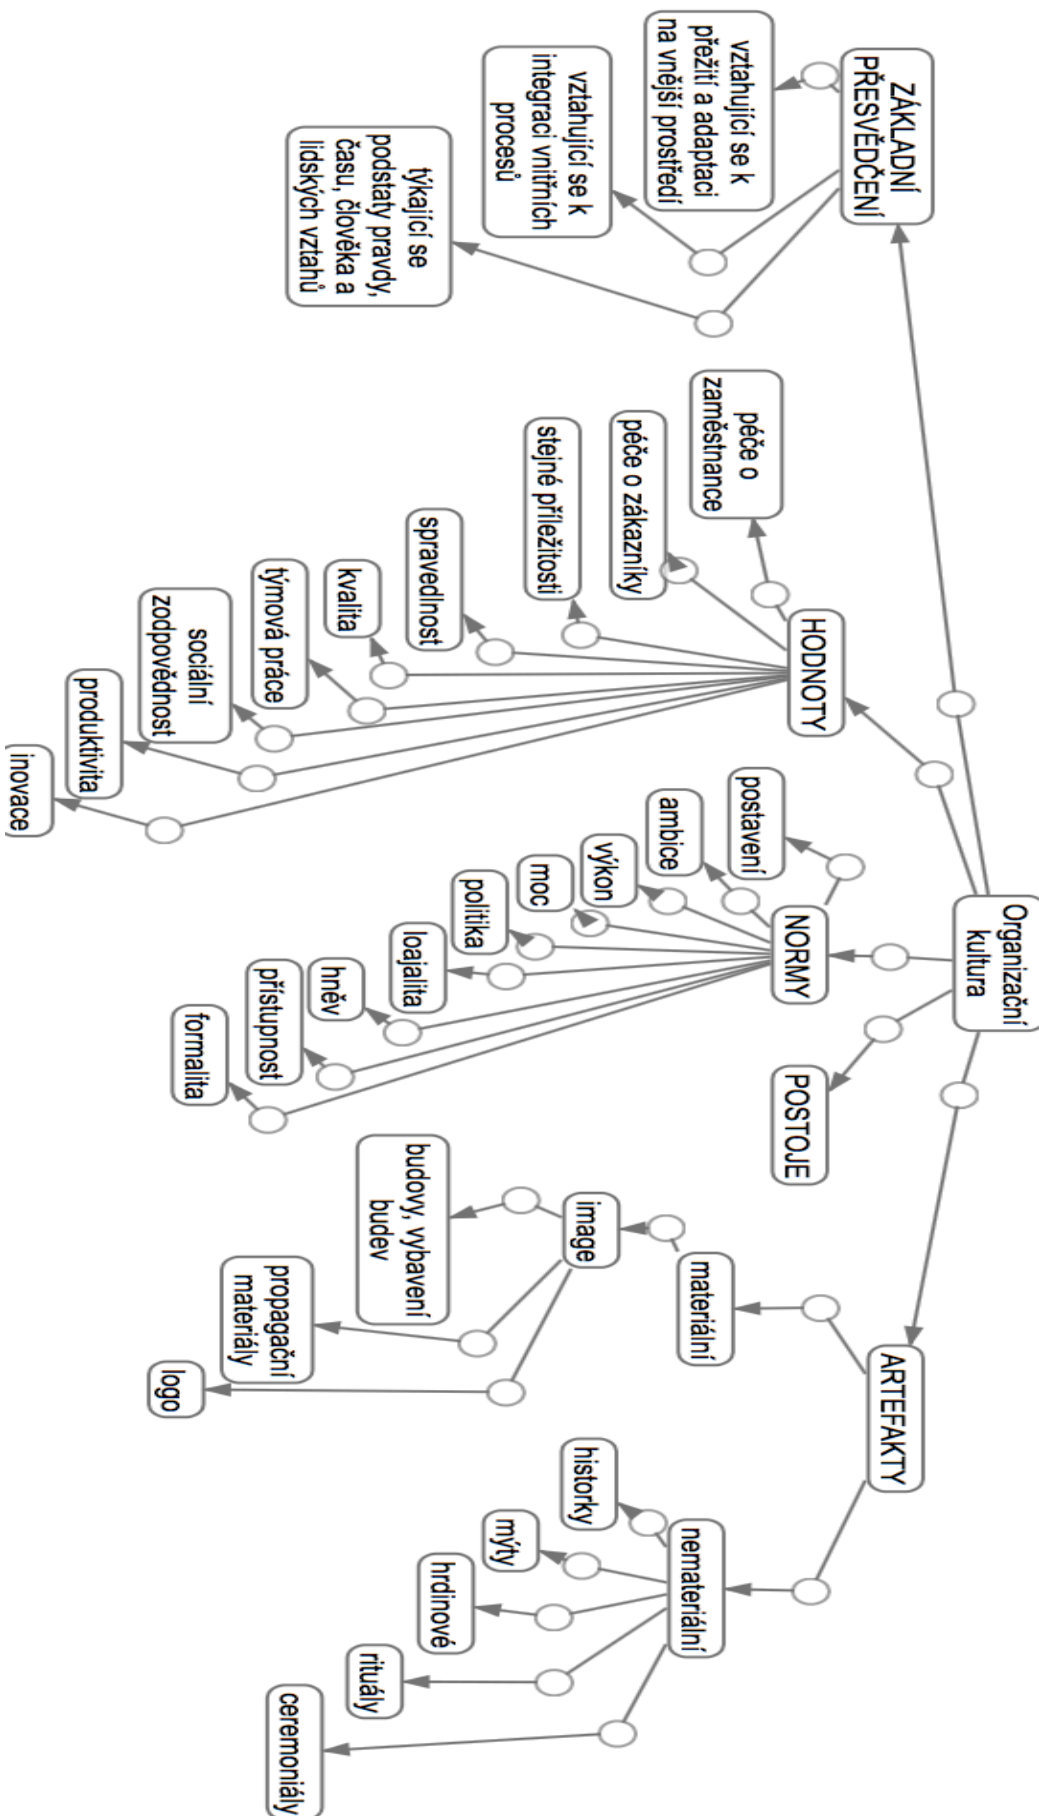 Organizační
kultura
ZÁKLADNÍ
PŘESVĚDČENÍ
vztahující se k
přežití a adaptaci
na vnější prostředí
vztahující se k
integraci vnitřních
procesů
týkající se
podstaty pravdy,
času, člověka a
lidských vztahů
HODNOTY
péče o
zaměstnance
péče o zákazníky
stejné příležitosti
spravedlnost
kvalita
týmová práce
sociální
zodpovědnost
produktivita
inovace
NORMY
postavení
ambice
výkon
moc
politika
loajalita
hněv
přístupnost
formalita
POSTOJE
ARTEFAKTY
materiální
image
budovy, vybavení
budev
propagační
materiály
logo
nemateriální
historky
mýty
hrdinové
rituály
ceremoniály